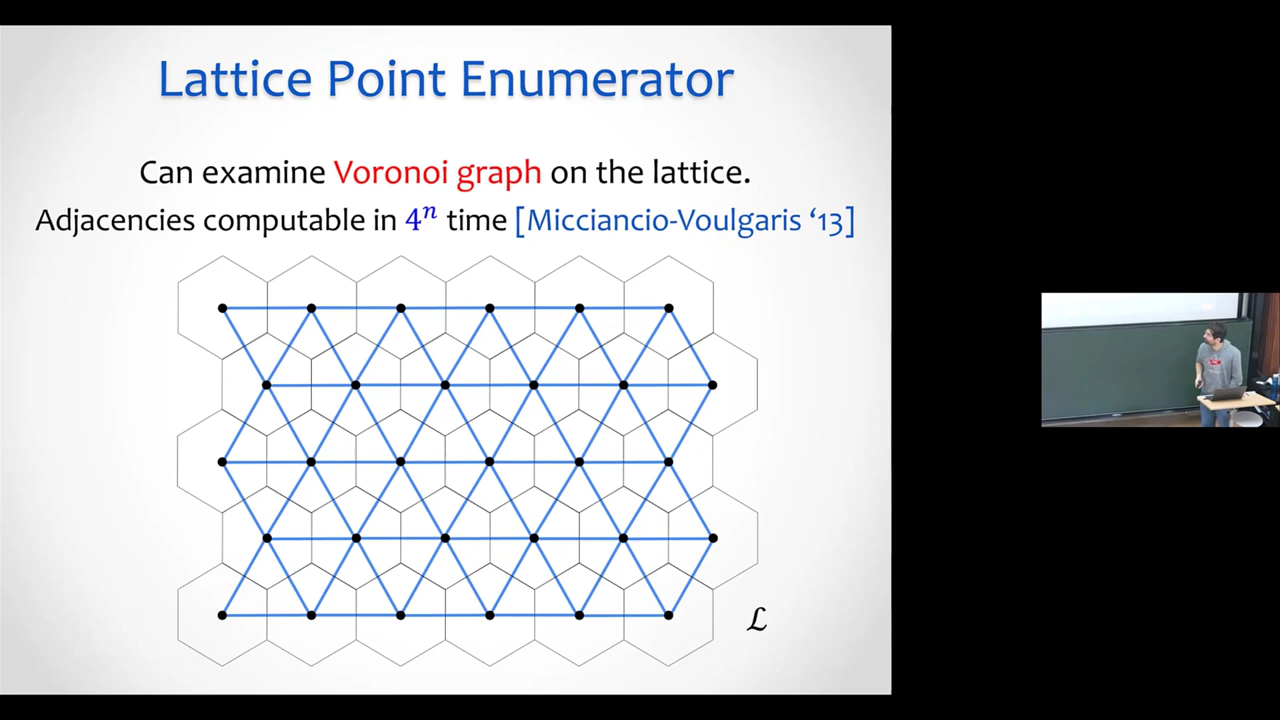 Lattice Point Enumerator
Can examine Voronoi graph on the lattice.
Adjacencies computable in 4ⁿ time [Micciancio-Voulgaris ‘13]
ℒ